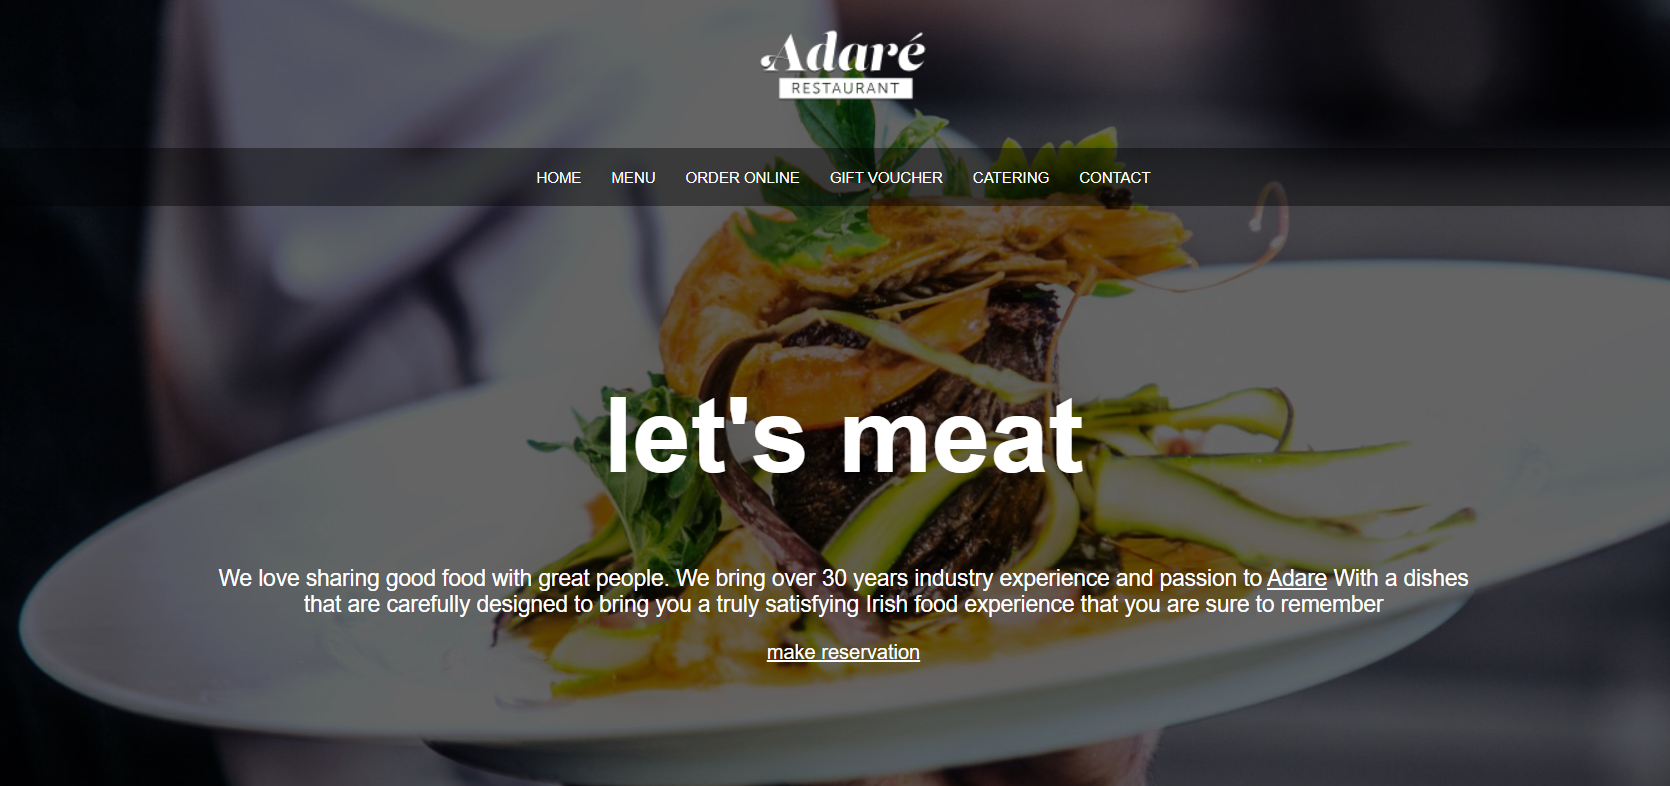 Adaré
RESTAURANT
HOME MENU ORDER ONLINE GIFT VOUCHER CATERING CONTACT
let's meat
We love sharing good food with great people. We bring over 30 years industry experience and passion to Adare With a dishes
that are carefully designed to bring you a truly satisfying Irish food experience that you are sure to remember
make reservation